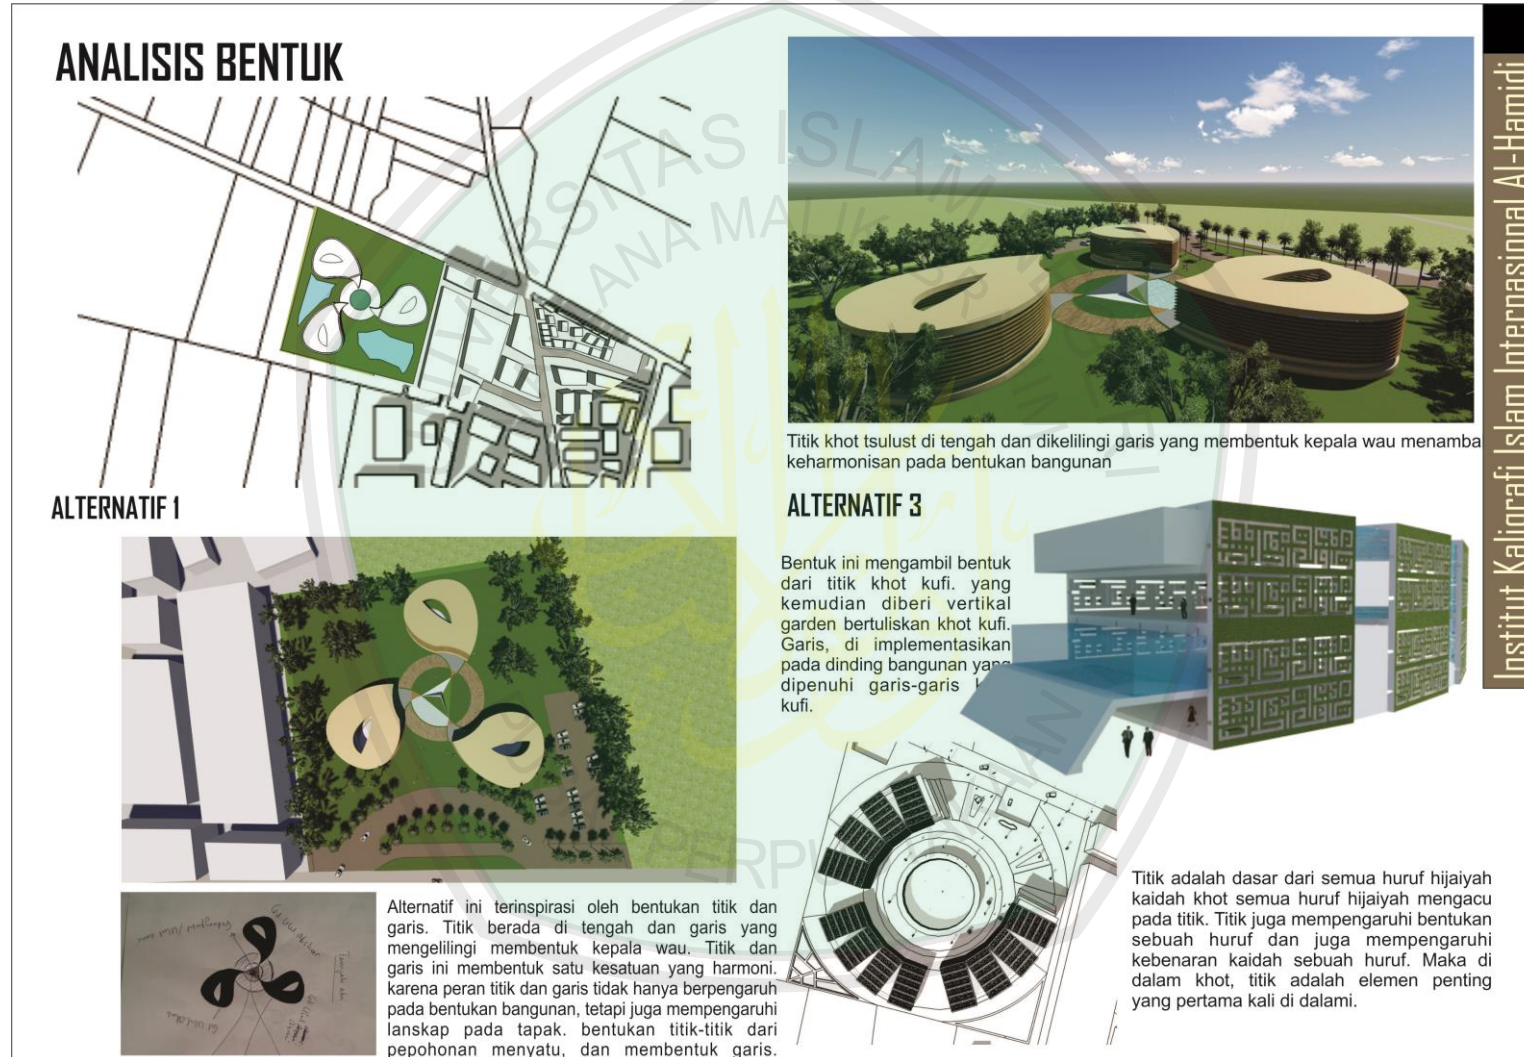 ANALISIS BENTUK
ALTERNATIF 1
Alternatif ini terinspirasi oleh bentukan titik dan
garis. Titik berada di tengah dan garis yang
mengelilingi membentuk kepala wau. Titik dan
garis ini membentuk satu kesatuan yang harmoni.
karena peran titik dan garis tidak hanya berpengaruh
pada bentukan bangunan, tetapi juga mempengaruhi
lanskap pada tapak. bentukan titik-titik dari
pepohonan menyatu, dan membentuk garis.
Titik khot tsulust di tengah dan dikelilingi garis yang membentuk kepala wau menamba
keharmonisan pada bentukan bangunan
ALTERNATIF 3
Bentuk ini mengambil bentuk
dari titik khot kufi. yang
kemudian diberi vertikal
garden bertuliskan khot kufi.
Garis, di implementasikan
pada dinding bangunan yang
dipenuhi garis-garis
kufi.
Titik adalah dasar dari semua huruf hijaiyah
kaidah khot semua huruf hijaiyah mengacu
pada titik. Titik juga mempengaruhi bentukan
sebuah huruf dan juga mempengaruhi
kebenaran kaidah sebuah huruf. Maka di
dalam khot, titik adalah elemen penting
yang pertama kali di dalami.
Institut Kaligrafi Islam Internasional Al-Hamidi